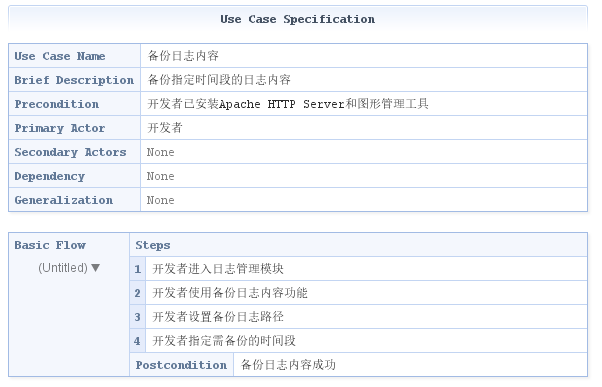 Use Case Specification
Use Case Name 备份日志内容
Brief Description 备份指定时间段的日志内容
Precondition 开发者已安装Apache HTTP Server和图形管理工具
Primary Actor 开发者
Secondary Actors None
Dependency None
Generalization None
Basic Flow Steps
(Untitled) ▼
1 开发者进入日志管理模块
2 开发者使用备份日志内容功能
3 开发者设置备份日志路径
4 开发者指定需备份的时间段
Postcondition 备份日志内容成功